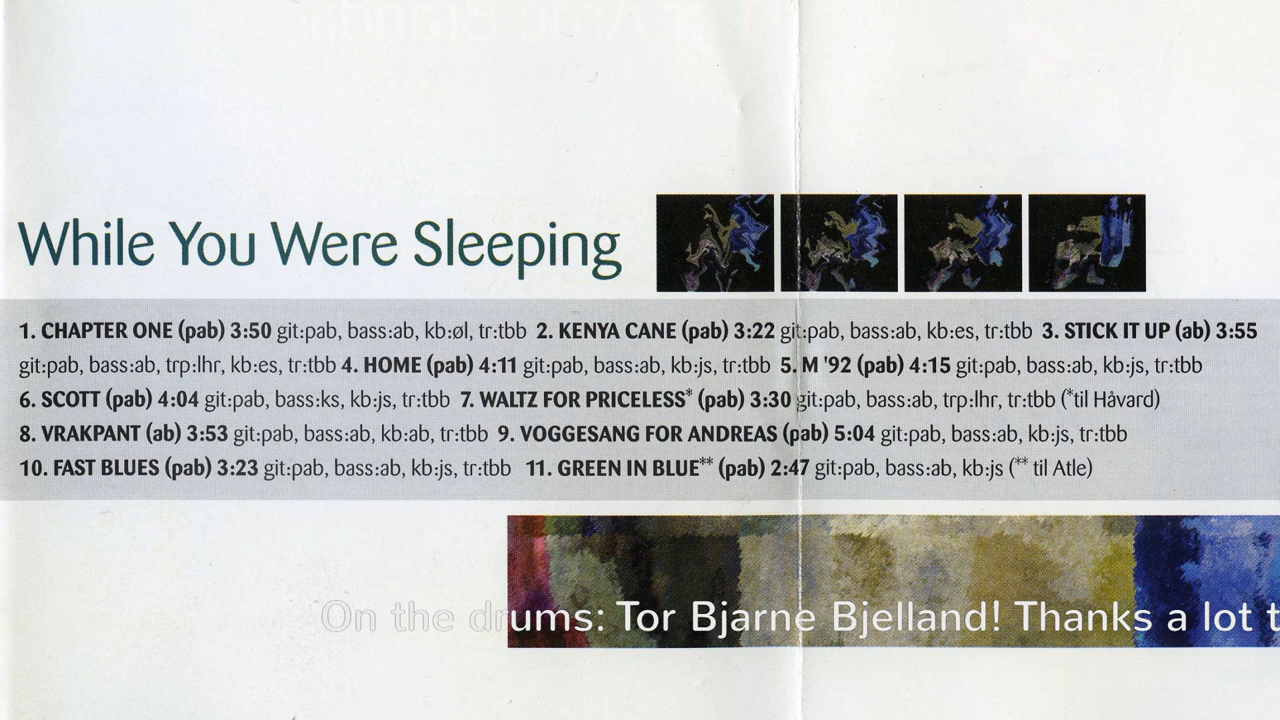 While You Were Sleeping
1. CHAPTER ONE (pab) 3:50 git:pab, bass:ab, kb:øl, tr:tbb 2. KENYA CANE (pab) 3:22 git:pab, bass:ab, kb:es, tr:tbb 3. STICK IT UP (ab) 3:55
git:pab, bass:ab, trp:lhr, kb:es, tr:tbb 4. HOME (pab) 4:11 git:pab, bass:ab, kb:js, tr:tbb 5. M '92 (pab) 4:15 git:pab, bass:ab, kb:js, tr:tbb
6. SCOTT (pab) 4:04 git:pab, bass:ks, kb:js, tr:tbb 7. WALTZ FOR PRICELESS* (pab) 3:30 git:pab, bass:ab, trp:lhr, tr:tbb (*til Håvard)
8. VRAKPANT (ab) 3:53 git:pab, bass:ab, kb:ab, tr:tbb 9. VOGGESANG FOR ANDREAS (pab) 5:04 git:pab, bass:ab, kb:js, tr:tbb
10. FAST BLUES (pab) 3:23 git:pab, bass:ab, kb:js, tr:tbb 11. GREEN IN BLUE** (pab) 2:47 git:pab, bass:ab, kb:js (** til Atle)
On the drums: Tor Bjarne Bjelland! Thanks a lot t